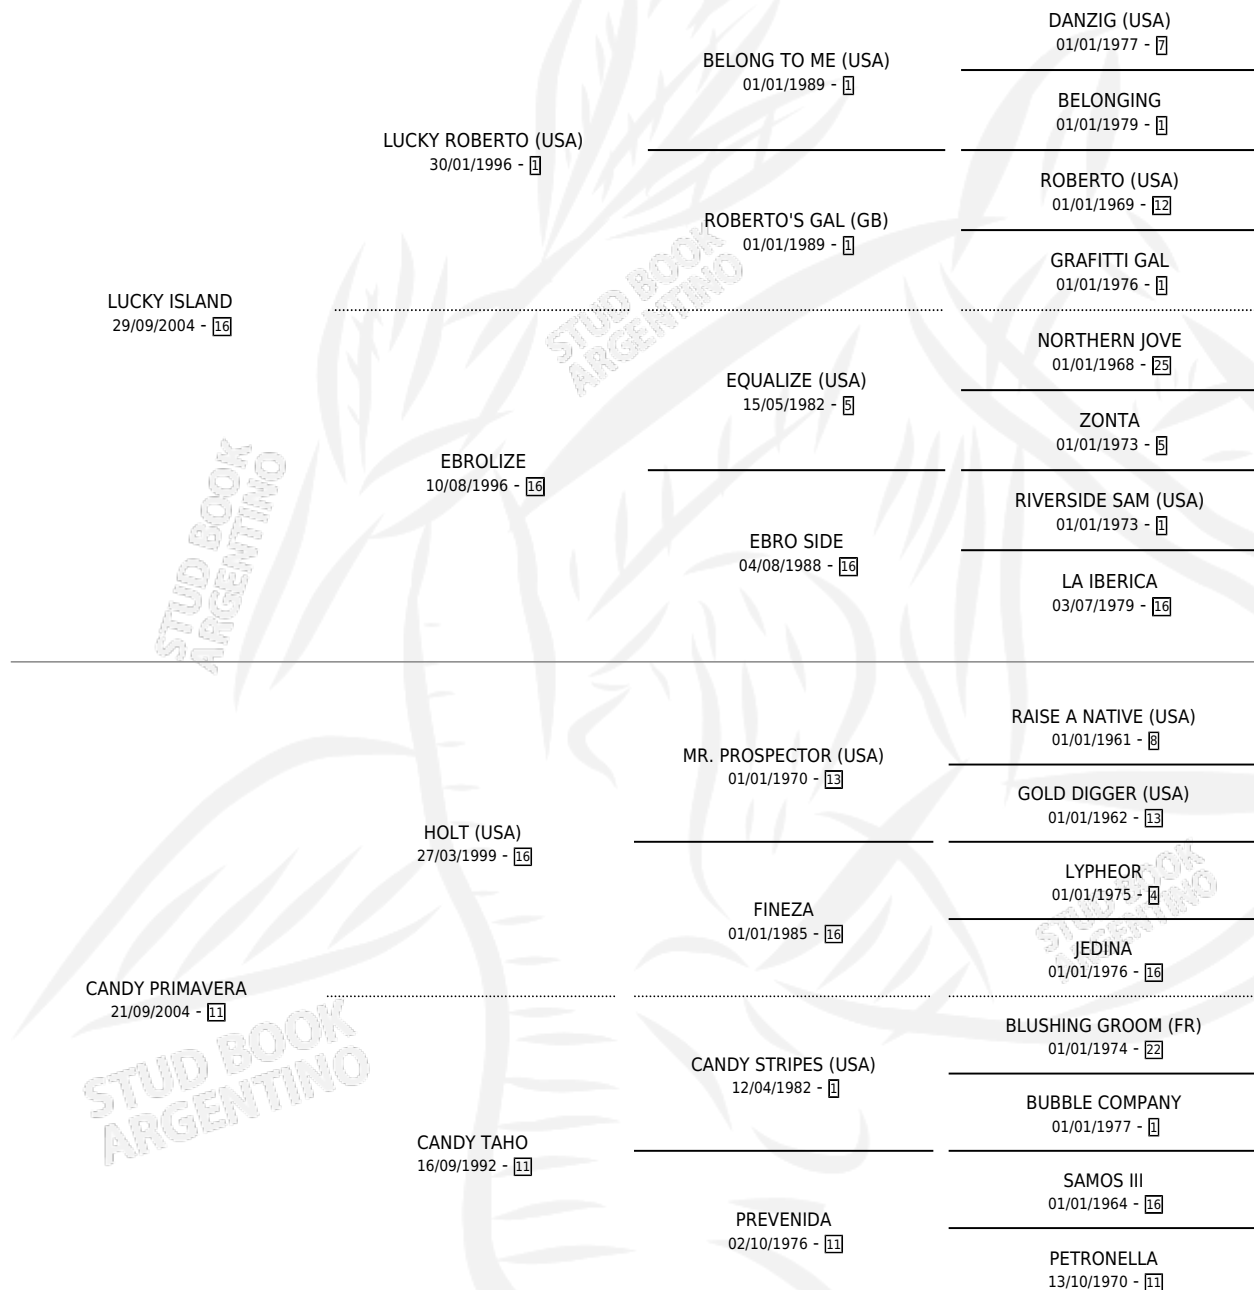 DANZIG (USA)
01/01/1977 - 7
BELONG TO ME (USA)
01/01/1989 - 1
BELONGING
01/01/1979 - 1
LUCKY ROBERTO (USA)
30/01/1996 - 1
ROBERTO (USA)
01/01/1969 - 12
ROBERTO'S GAL (GB)
01/01/1989 - 1
GRAFITTI GAL
01/01/1976 - 1
LUCKY ISLAND
29/09/2004 - 16
NORTHERN JOVE
01/01/1968 - 25
EQUALIZE (USA)
15/05/1982 - 5
ZONTA
01/01/1973 - 5
EBROLIZE
10/08/1996 - 16
RIVERSIDE SAM (USA)
01/01/1973 - 1
EBRO SIDE
04/08/1988 - 16
LA IBERICA
03/07/1979 - 16
STUD BOOK
ARGENTINO
STUD BOOK
ARGENTINO
RAISE A NATIVE (USA)
01/01/1961 - 8
MR. PROSPECTOR (USA)
01/01/1970 - 13
GOLD DIGGER (USA)
01/01/1962 - 13
HOLT (USA)
27/03/1999 - 16
LYPHEOR
01/01/1975 - 4
FINEZA
01/01/1985 - 16
JEDINA
01/01/1976 - 16
STUD BOOK
ARGENTINO
CANDY PRIMAVERA
21/09/2004 - 11
BLUSHING GROOM (FR)
01/01/1974 - 22
CANDY STRIPES (USA)
12/04/1982 - 1
BUBBLE COMPANY
01/01/1977 - 1
STUD BOOK
ARGENTINO
CANDY TAHO
16/09/1992 - 11
SAMOS III
01/01/1964 - 16
PREVENIDA
02/10/1976 - 11
PETRONELLA
13/10/1970 - 11